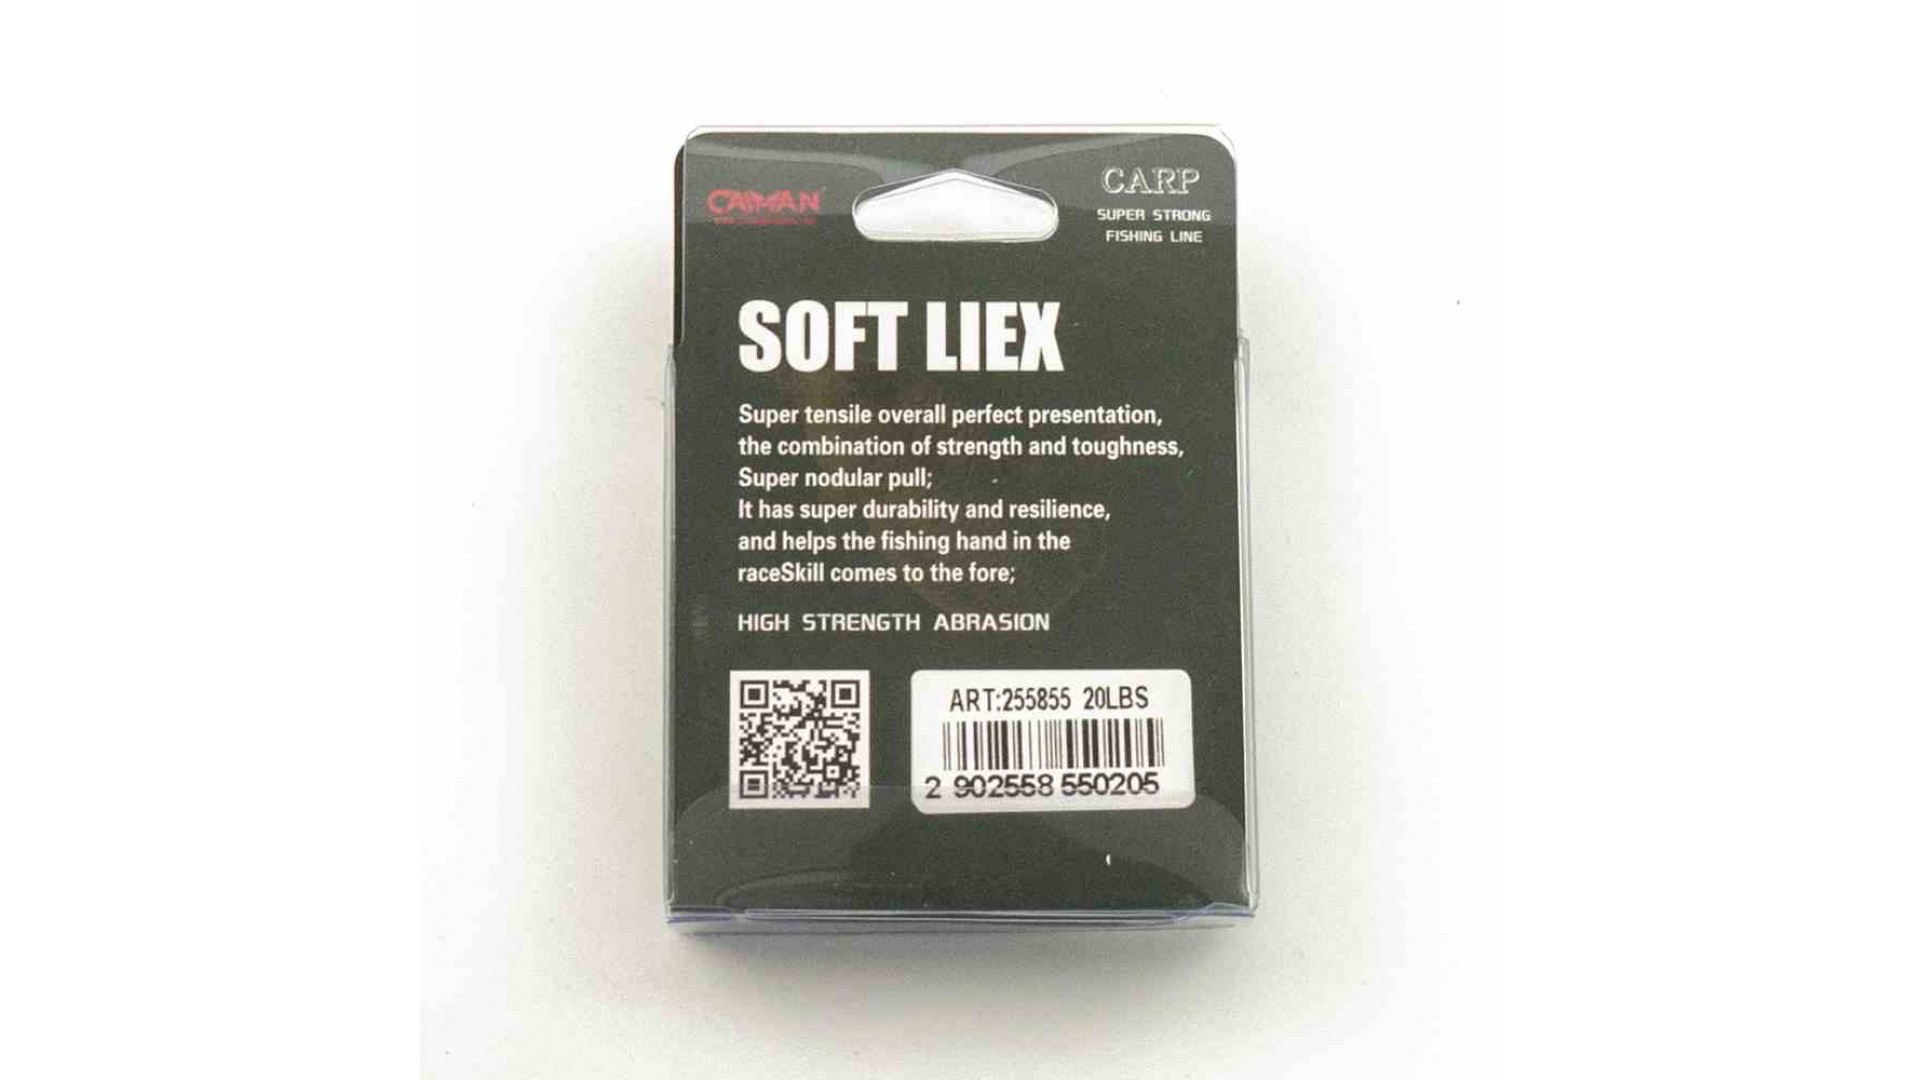 CAIMAN
CARP
SUPER STRONG
FISHING LINE
SOFT LIEX
Super tensile overall perfect presentation,
the combination of strength and toughness,
Super nodular pull;
It has super durability and resilience,
and helps the fishing hand in the
raceSkill comes to the fore;
HIGH STRENGTH ABRASION
ART:255855 20LBS
2 902558 550205